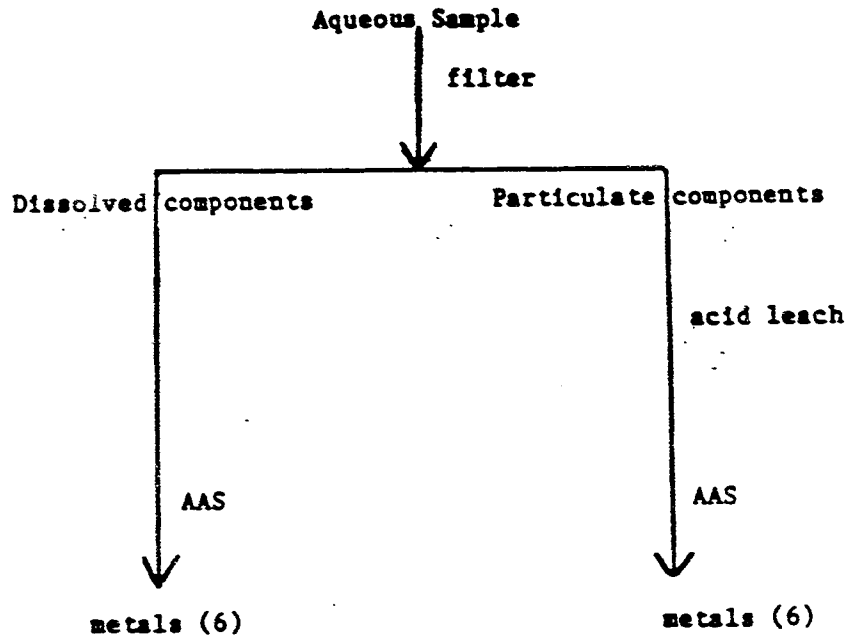 Aqueous Sample
filter
Dissolved components
Particulate components
acid leach
AAS
AAS
metals (6)
metals (6)